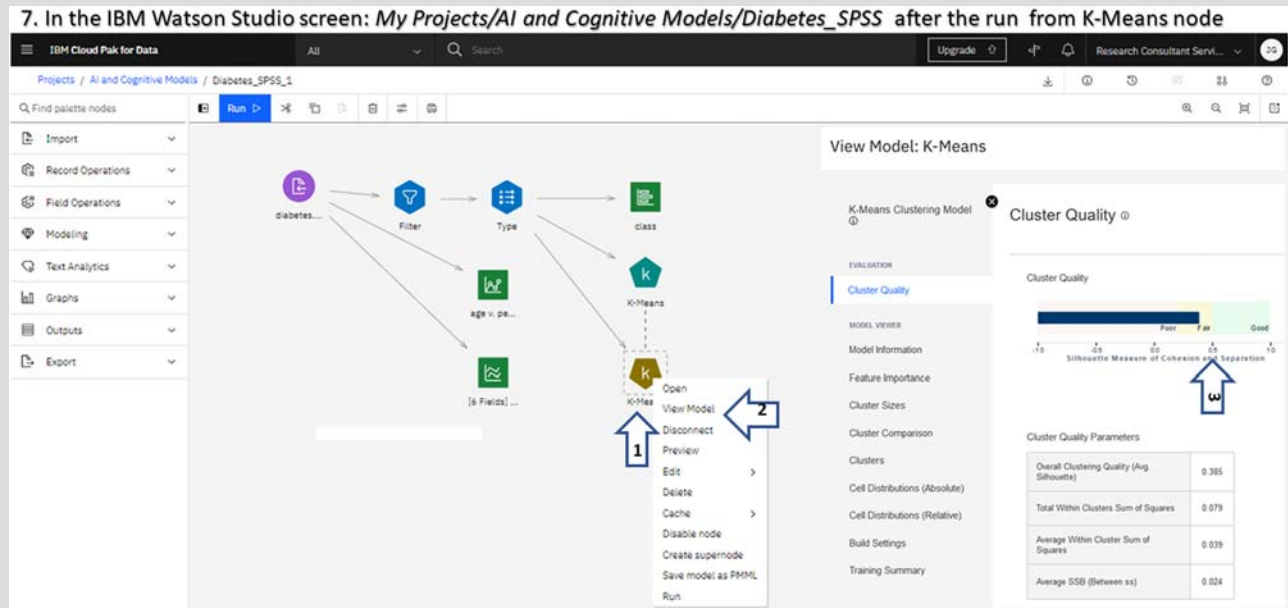 7. In the IBM Watson Studio screen: My Projects/AI and Cognitive Models/Diabetes_SPSS after the run from K-Means node
IBM Cloud Pak for Data
All
Search
Upgrade
Research Consultant Servi...
JG
Projects / Ai and Cognitive Models / Diabetes_SPSS_1
Find palette nodes
Run
Import
Record Operations
Field Operations
Modeling
Text Analytics
Graphs
Outputs
Export
diabetes....
Filter
Type
class
age v. pe...
K-Means
[6 Fields] ...
K-Mea
1
Open
View Model
2
Disconnect
Preview
Edit
Delete
Cache
Disable node
Create supernode
Save model as PMML
Run
View Model: K-Means
K-Means Clustering Model
EVALUATION
Cluster Quality
MODEL VIEWER
Model Information
Feature Importance
Cluster Sizes
Cluster Comparison
Clusters
Cell Distributions (Absolute)
Cell Distributions (Relative)
Build Settings
Training Summary
Cluster Quality
Cluster Quality
Poor Fair Good
-1.0 -0.5 0.0 0.5 1.0
Silhouette Measure of Cohesion and Separation
3
Cluster Quality Parameters
Overall Clustering Quality (Avg. Silhouette) 0.385
Total Within Clusters Sum of Squares 0.079
Average Within Cluster Sum of Squares 0.039
Average SSB (Between ss) 0.024